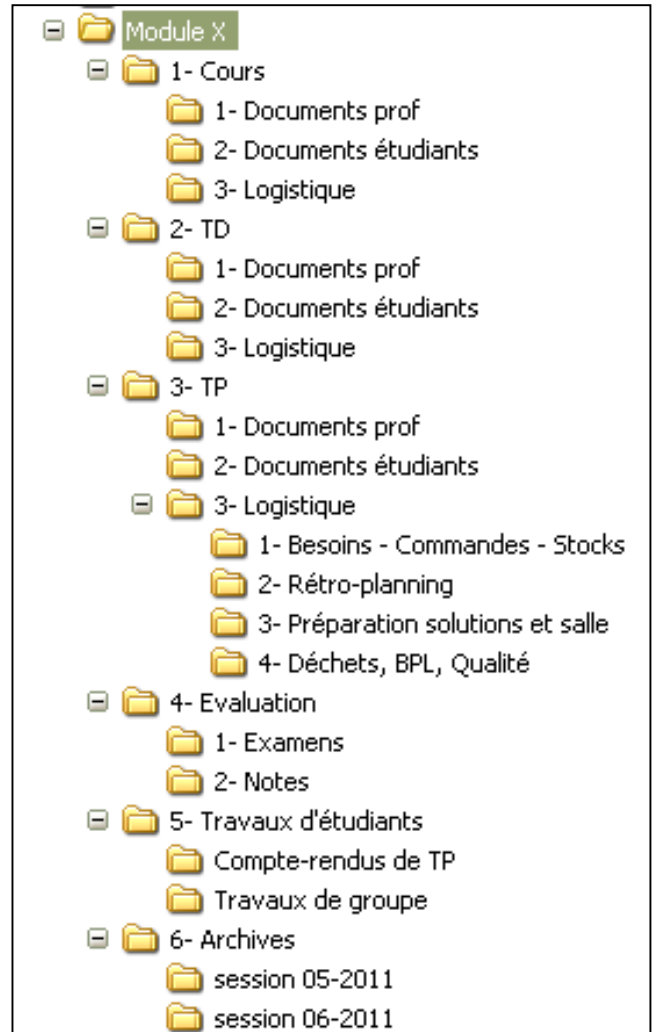 Module X
1- Cours
1- Documents prof
2- Documents étudiants
3- Logistique
2- TD
1- Documents prof
2- Documents étudiants
3- Logistique
3- TP
1- Documents prof
2- Documents étudiants
3- Logistique
1- Besoins - Commandes - Stocks
2- Rétro-planning
3- Préparation solutions et salle
4- Déchets, BPL, Qualité
4- Evaluation
1- Examens
2- Notes
5- Travaux d'étudiants
Compte-rendus de TP
Travaux de groupe
6- Archives
session 05-2011
session 06-2011